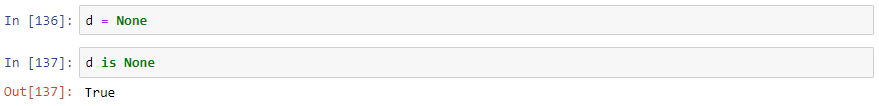 In [136]: d = None
In [137]: d is None
Out[137]: True